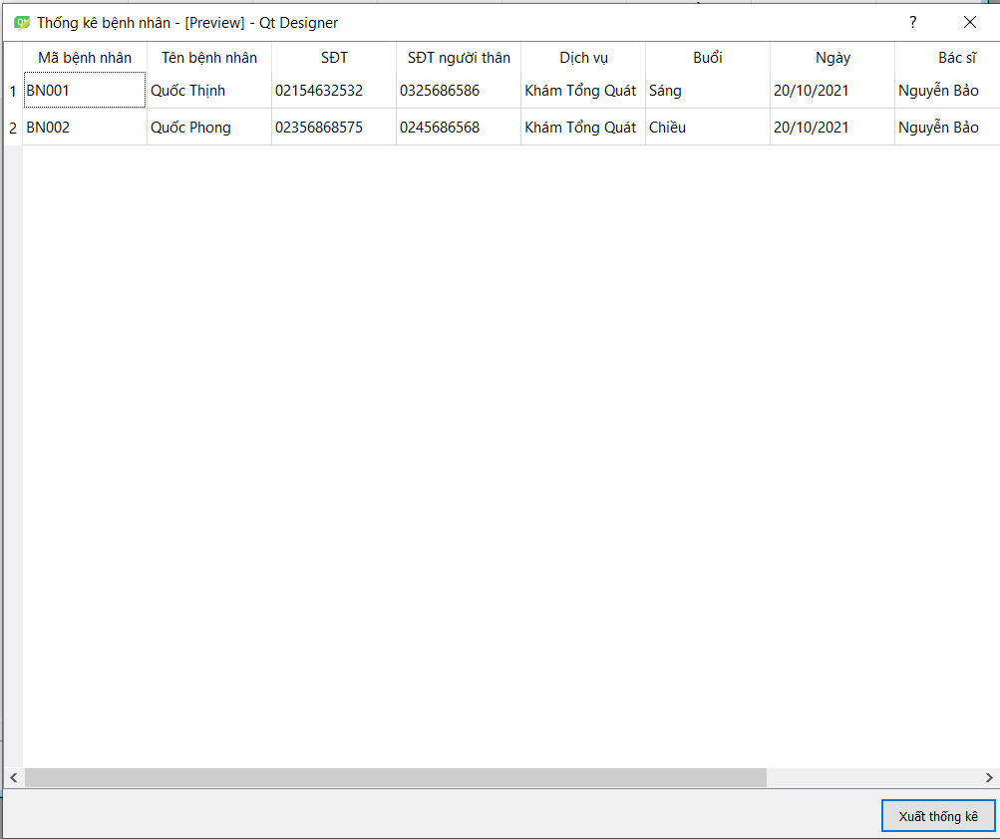 Thống kê bệnh nhân - [Preview] - Qt Designer
Mã bệnh nhân Tên bệnh nhân SĐT SĐT người thân Dịch vụ Buổi Ngày Bác sĩ
1 BN001 Quốc Thịnh 02154632532 0325686586 Khám Tổng Quát Sáng 20/10/2021 Nguyễn Bảo
2 BN002 Quốc Phong 02356868575 0245686568 Khám Tổng Quát Chiều 20/10/2021 Nguyễn Bảo
Xuất thống kê